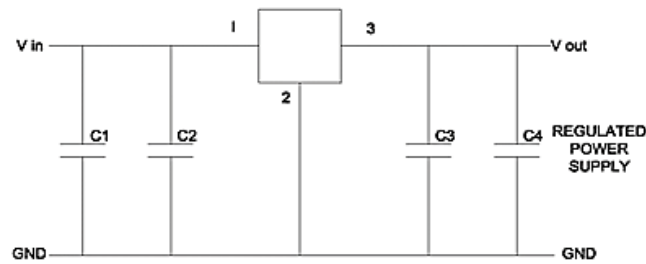 I
3
V in
V out
2
C1
C2
C3
C4
REGULATED
POWER
SUPPLY
GND
GND